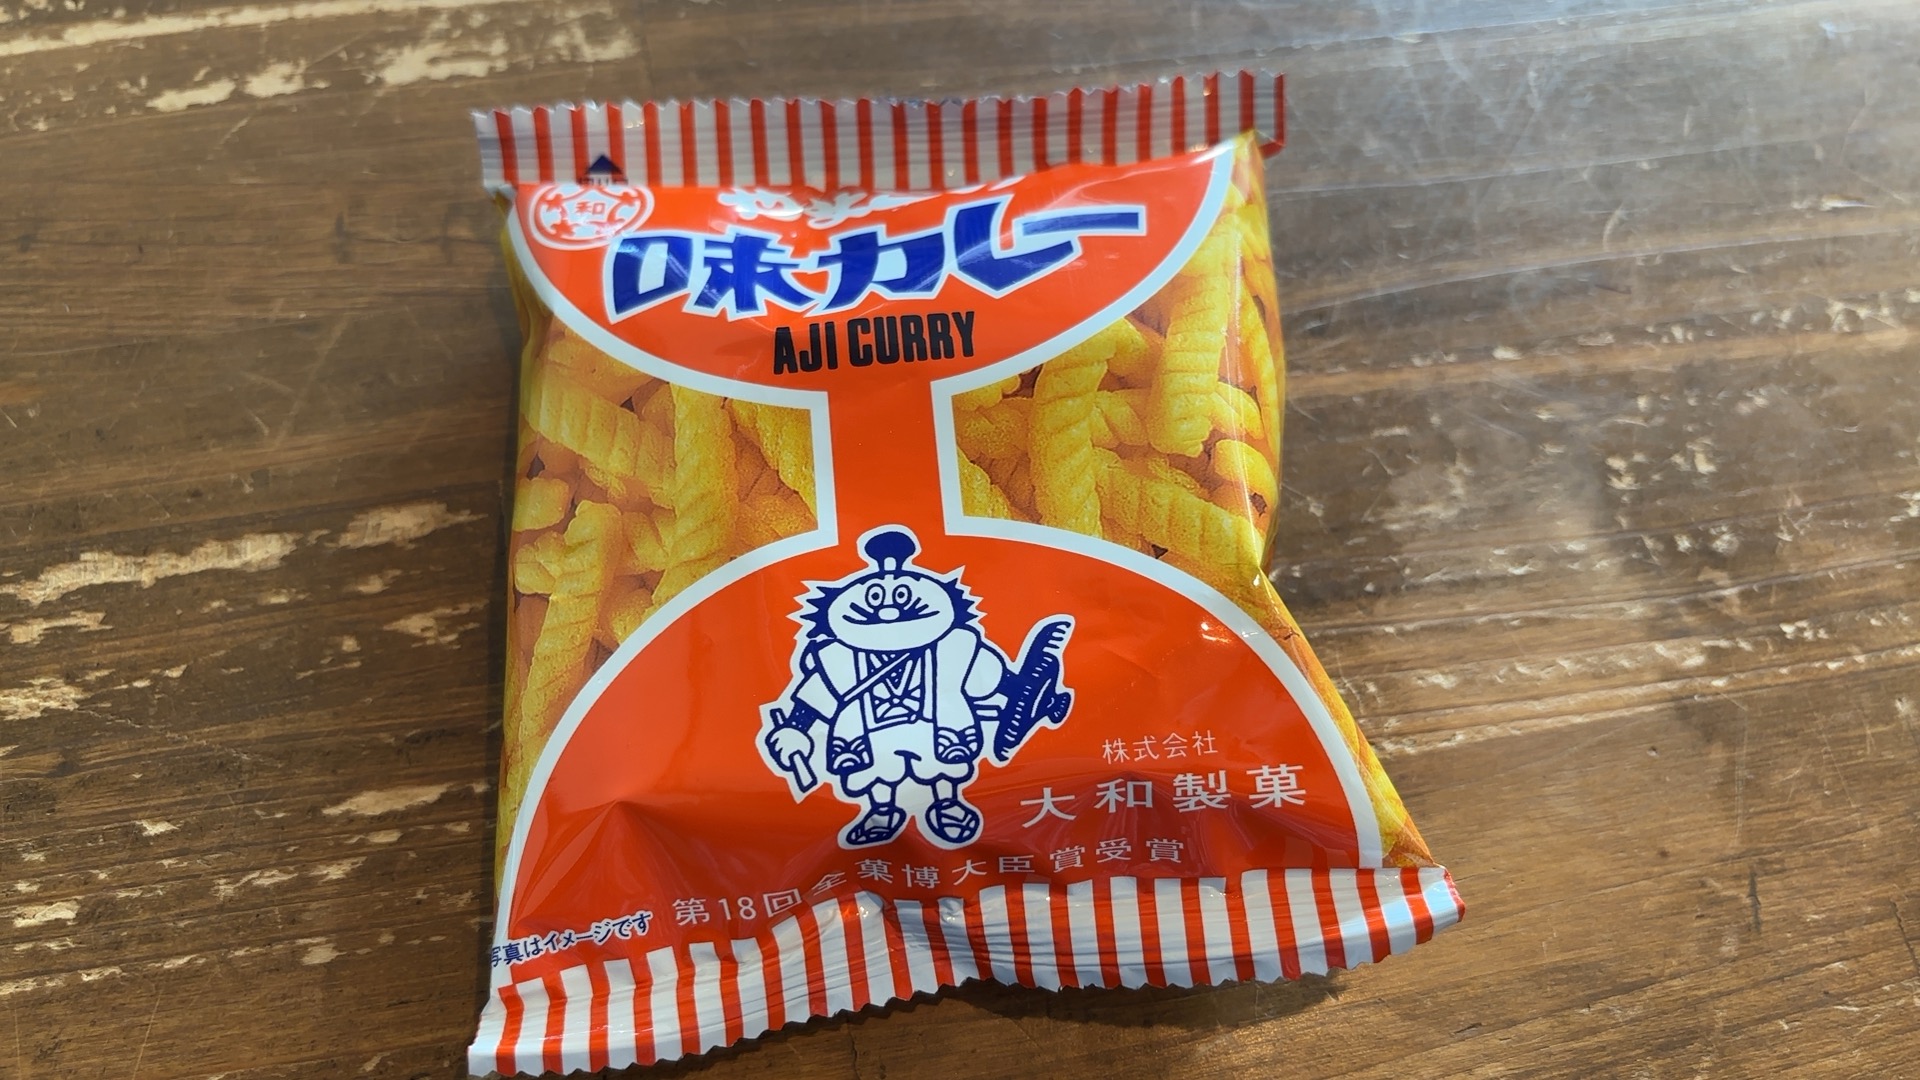 和
味カレー
AJI CURRY
株式会社
大和製菓
第18回全菓博大臣賞受賞
写真はイメージです